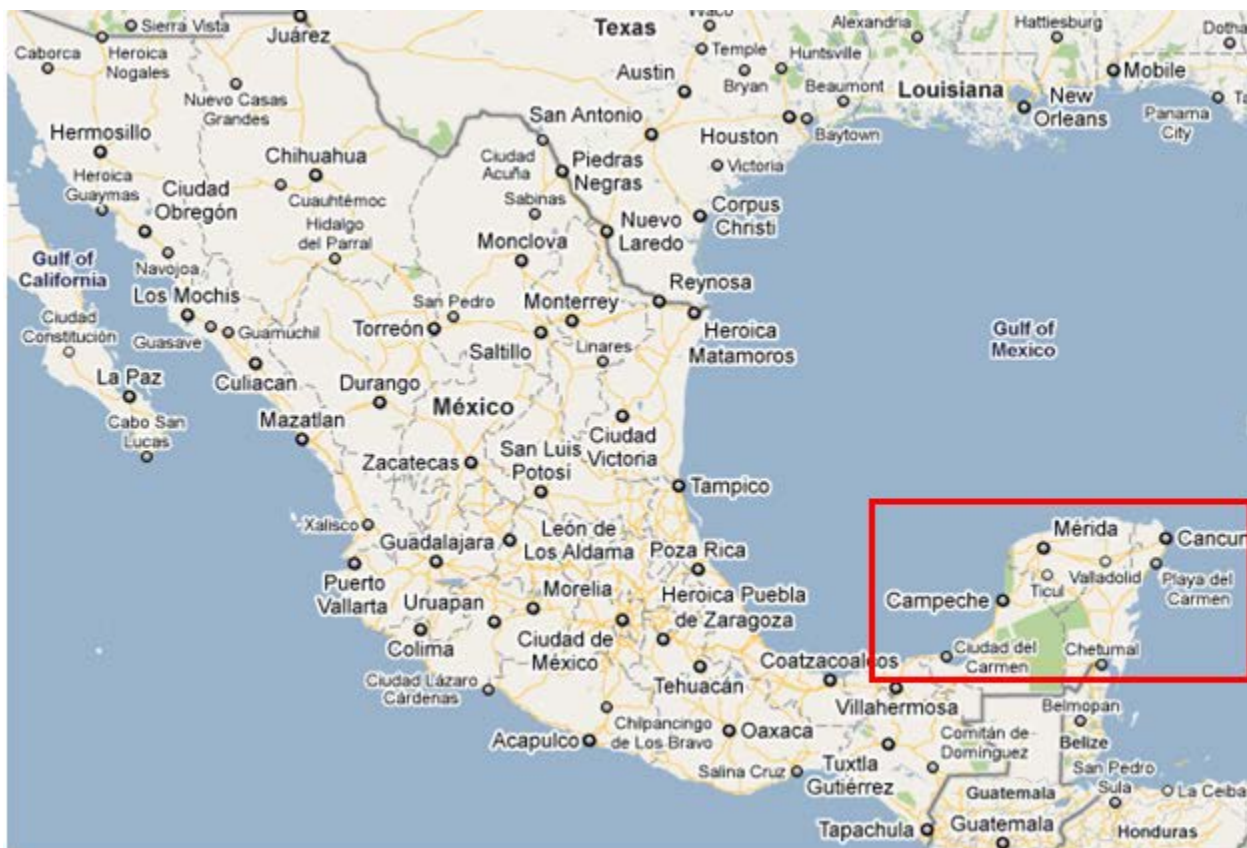 Sierra Vista
Caborca
Heroica
Nogales
Juárez
Nuevo Casas
Grandes
Texas
Waco
Temple
Bryan
Huntsville
Alexandria
Hattiesburg
Austin
Beaumont
Louisiana
New
Orleans
Mobile
Panama
City
San Antonio
Houston
Baytown
Victoria
Hermosillo
Heroica
Guaymas
Ciudad
Obregón
Chihuahua
Cuauhtémoc
Hidalgo
del Parral
Ciudad
Acuña
Piedras
Negras
Sabinas
Nuevo
Laredo
Corpus
Christi
Monclova
Gulf of
California
Navojoa
Los Mochis
Ciudad
Constitución
Guasave
Guamúchil
San Pedro
Torreón
Monterrey
Saltillo
Linares
Reynosa
Heroica
Matamoros
Gulf of
Mexico
La Paz
Culiacan
Durango
México
Cabo San
Lucas
Mazatlan
Zacatecas
San Luis
Potosí
Ciudad
Victoria
Tampico
Xalisco
Guadalajara
León de
Los Aldama
Poza Rica
Puerto
Vallarta
Uruapan
Morelia
Heroica Puebla
de Zaragoza
Colima
Ciudad de
México
Ciudad Lázaro
Cárdenas
Tehuacán
Coatzacoalcos
Mérida
Cancun
Valladolid
Ticul
Playa del
Carmen
Campeche
Ciudad del
Carmen
Chetumal
Villahermosa
Acapulco
Chilpancingo
de Los Bravo
Oaxaca
Salina Cruz
Tuxtla
Gutiérrez
Comitán de
Domínguez
Belmopan
Belize
San Pedro
Sula
La Ceiba
Guatemala
Guatemala
Honduras
Tapachula